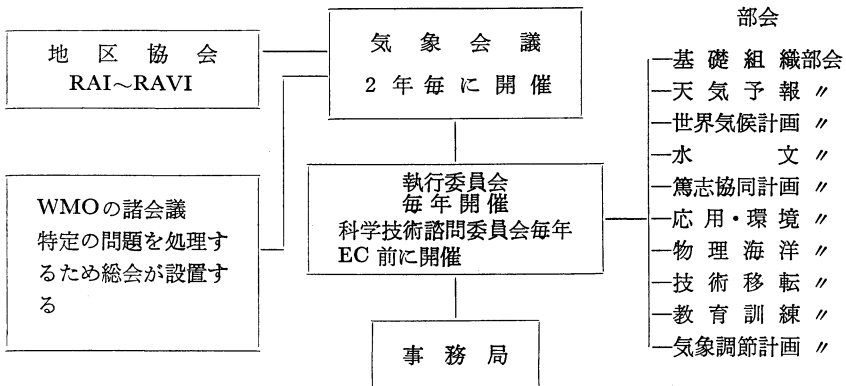 地区協会
RAI~RAVI
気象会議
2年毎に開催
WMOの諸会議
特定の問題を処理す
るため総会が設置す
る
執行委員会
毎年開催
科学技術諮問委員会毎年
EC前に開催
事務局
部会
基礎組織部会
天気予報〃
世界気候計画〃
水文〃
篤志協同計画〃
応用・環境〃
物理海洋〃
技術移転〃
教育訓練〃
気象調節計画〃